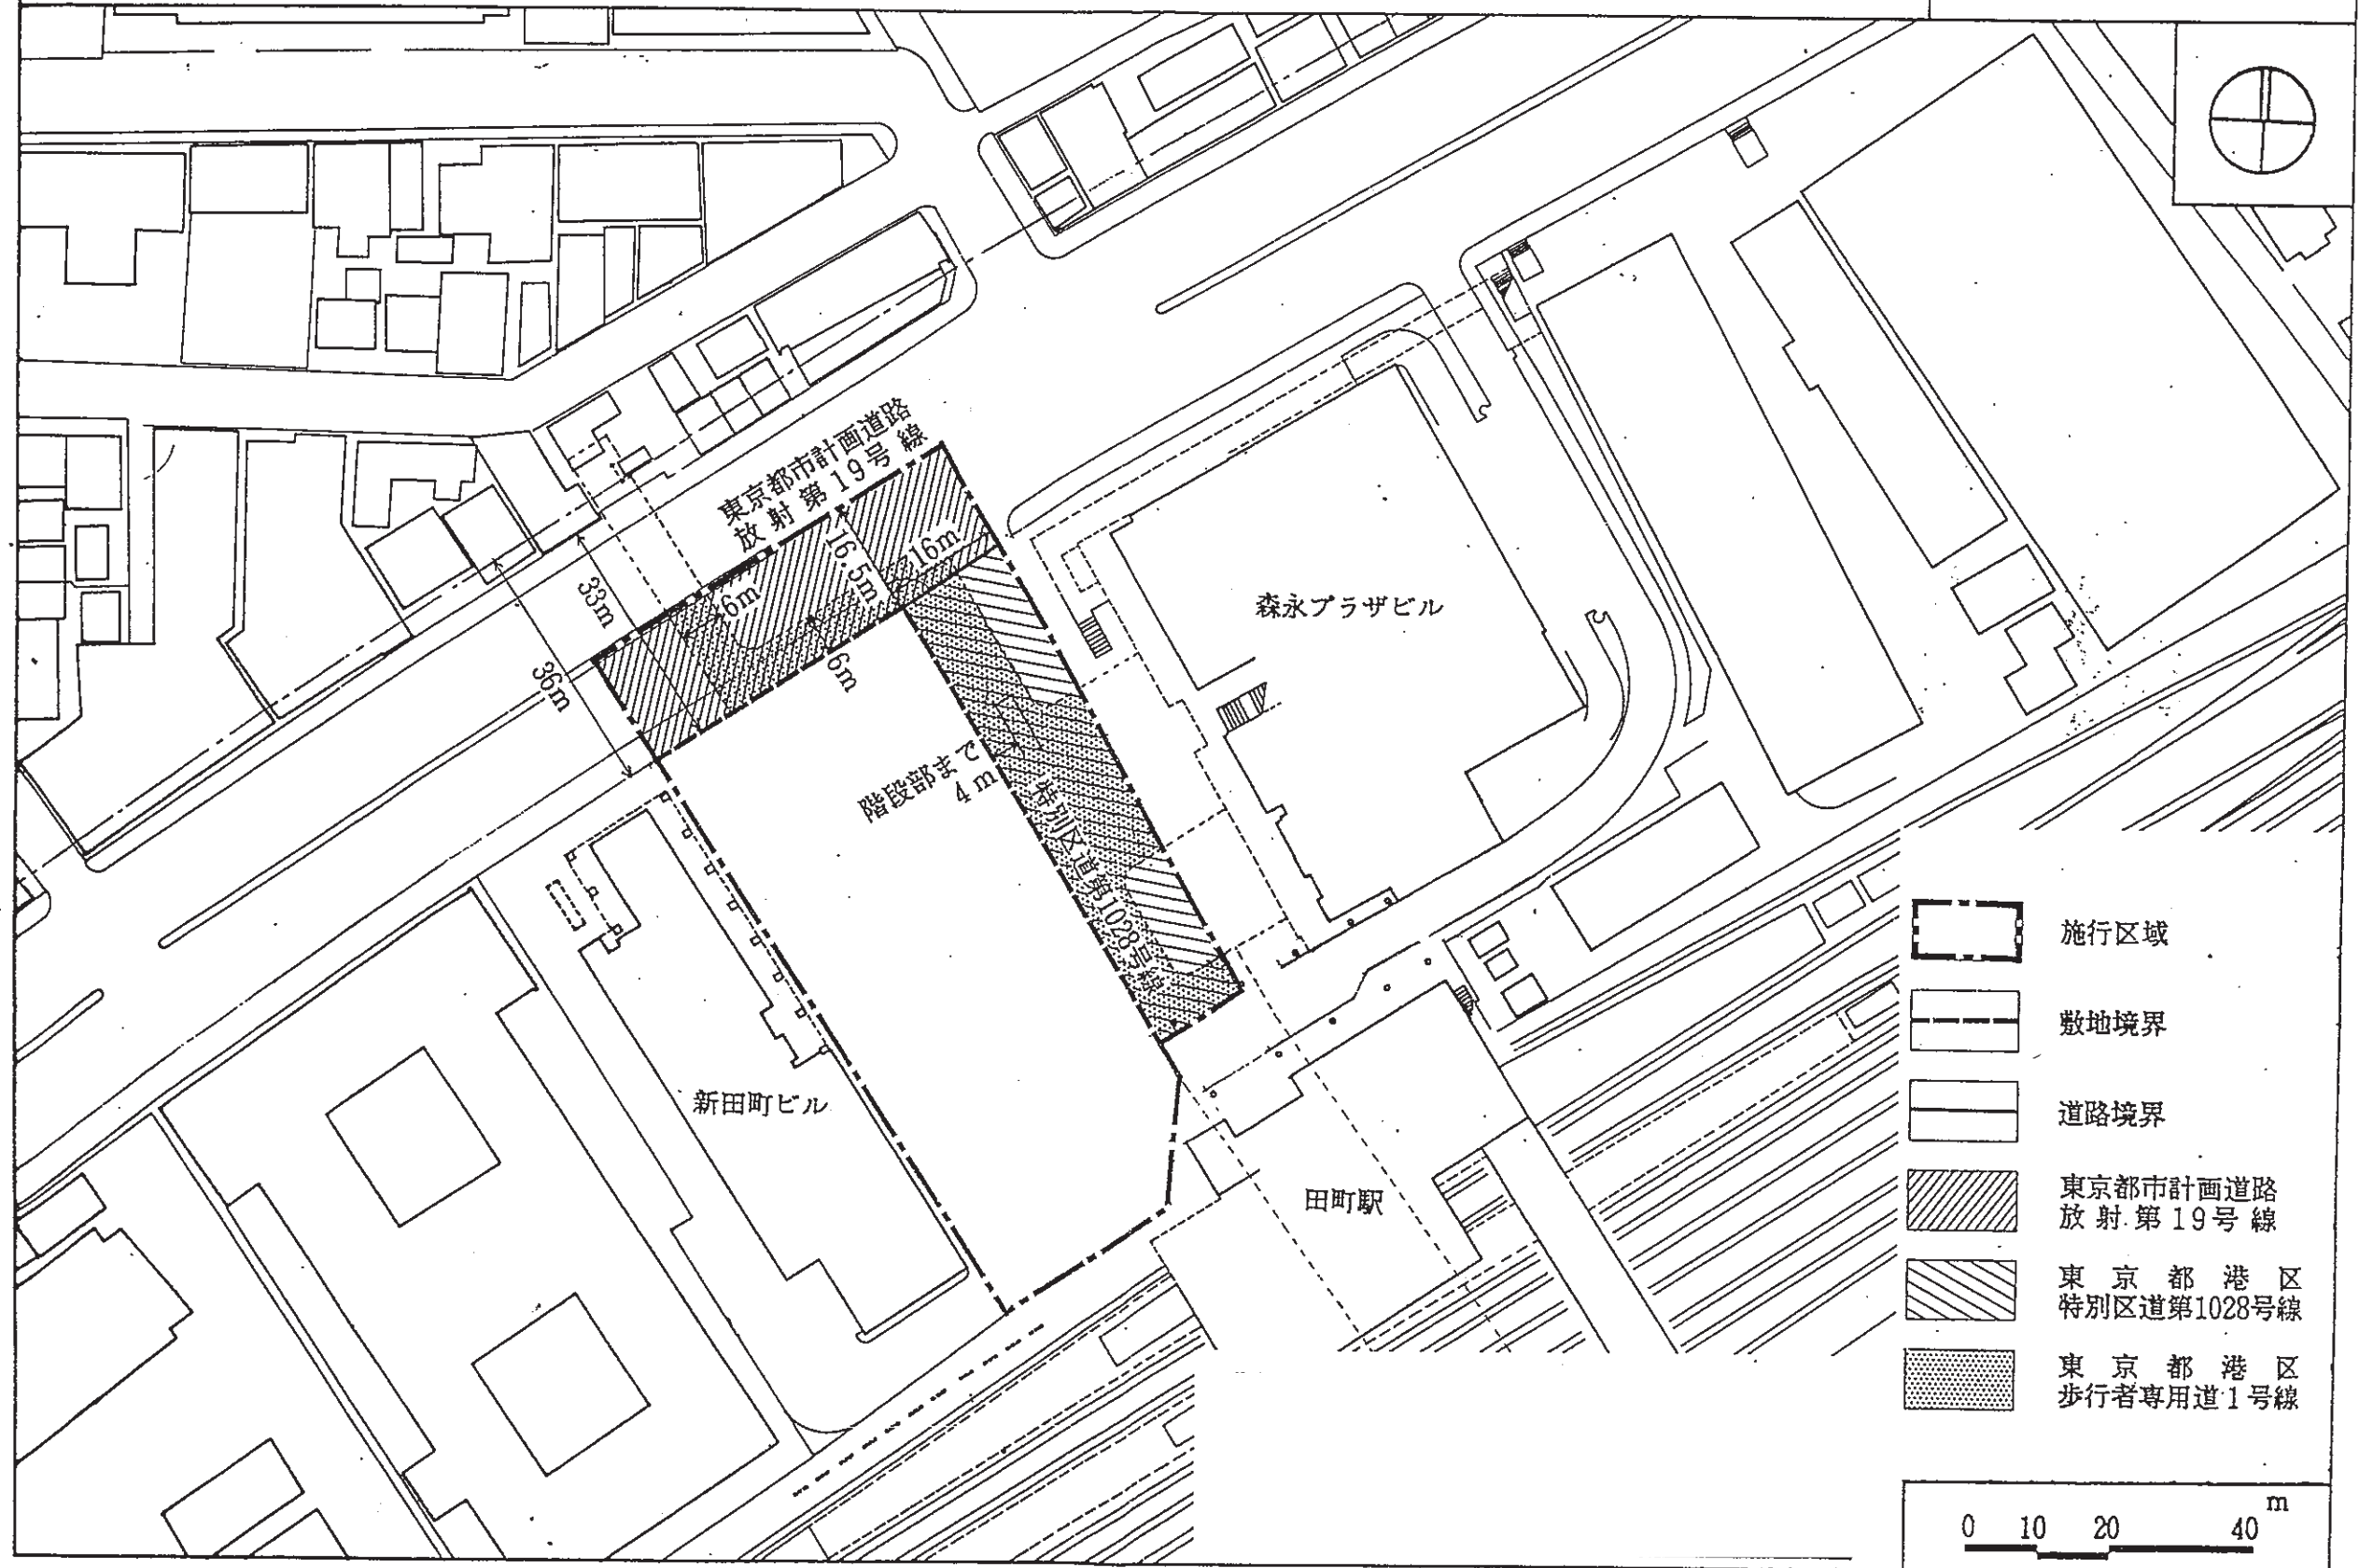 東京都市計画道路
放射第19号線
16m
16.5m
6m
33m
6m
36m
森永プラザビル
階段部まで
4m
特別区道第1028号線
新田町ビル
田町駅
施行区域
敷地境界
道路境界
東京都市計画道路
放射第19号線
東京都港区
特別区道第1028号線
東京都港区
歩行者専用道1号線
m
0 10 20 40